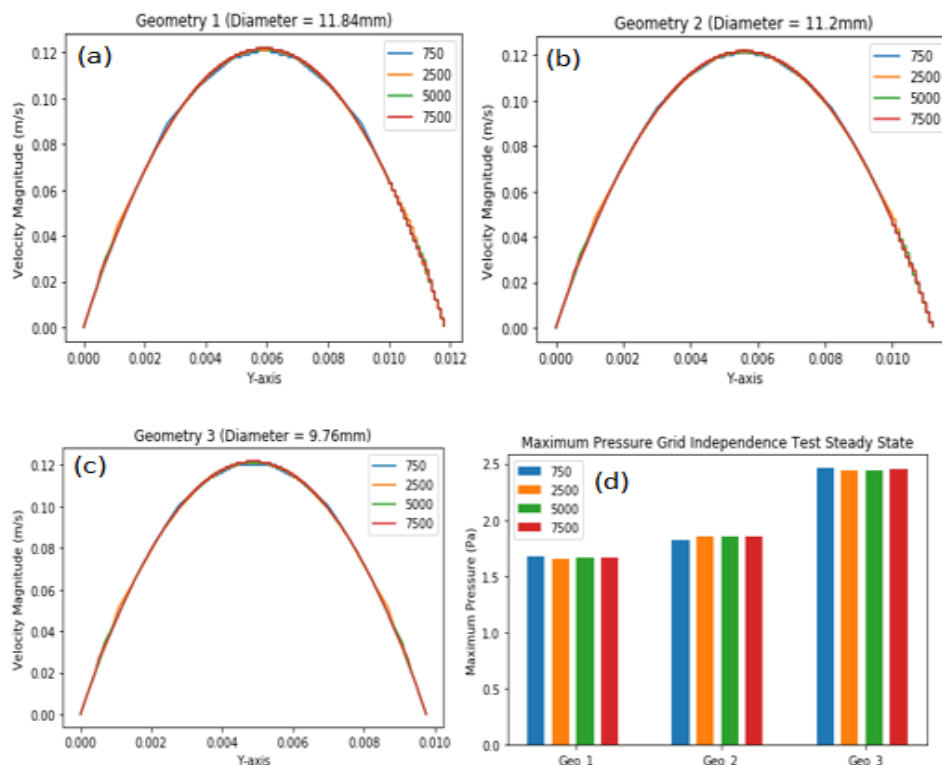 Geometry 1 (Diameter = 11.84mm)
(a)
750
2500
5000
7500
0.12
0.10
0.08
0.06
0.04
0.02
0.00
Velocity Magnitude (m/s)
0.000 0.002 0.004 0.006 0.008 0.010 0.012
Y-axis
Geometry 2 (Diameter = 11.2mm)
(b)
750
2500
5000
7500
0.12
0.10
0.08
0.06
0.04
0.02
0.00
Velocity Magnitude (m/s)
0.000 0.002 0.004 0.006 0.008 0.010
Y-axis
Geometry 3 (Diameter = 9.76mm)
(c)
750
2500
5000
7500
0.12
0.10
0.08
0.06
0.04
0.02
0.00
Velocity Magnitude (m/s)
0.000 0.002 0.004 0.006 0.008 0.010
Y-axis
Maximum Pressure Grid Independence Test Steady State
(d)
750
2500
5000
7500
2.5
2.0
1.5
1.0
0.5
0.0
Maximum Pressure (Pa)
Geo_1 Geo_2 Geo_3